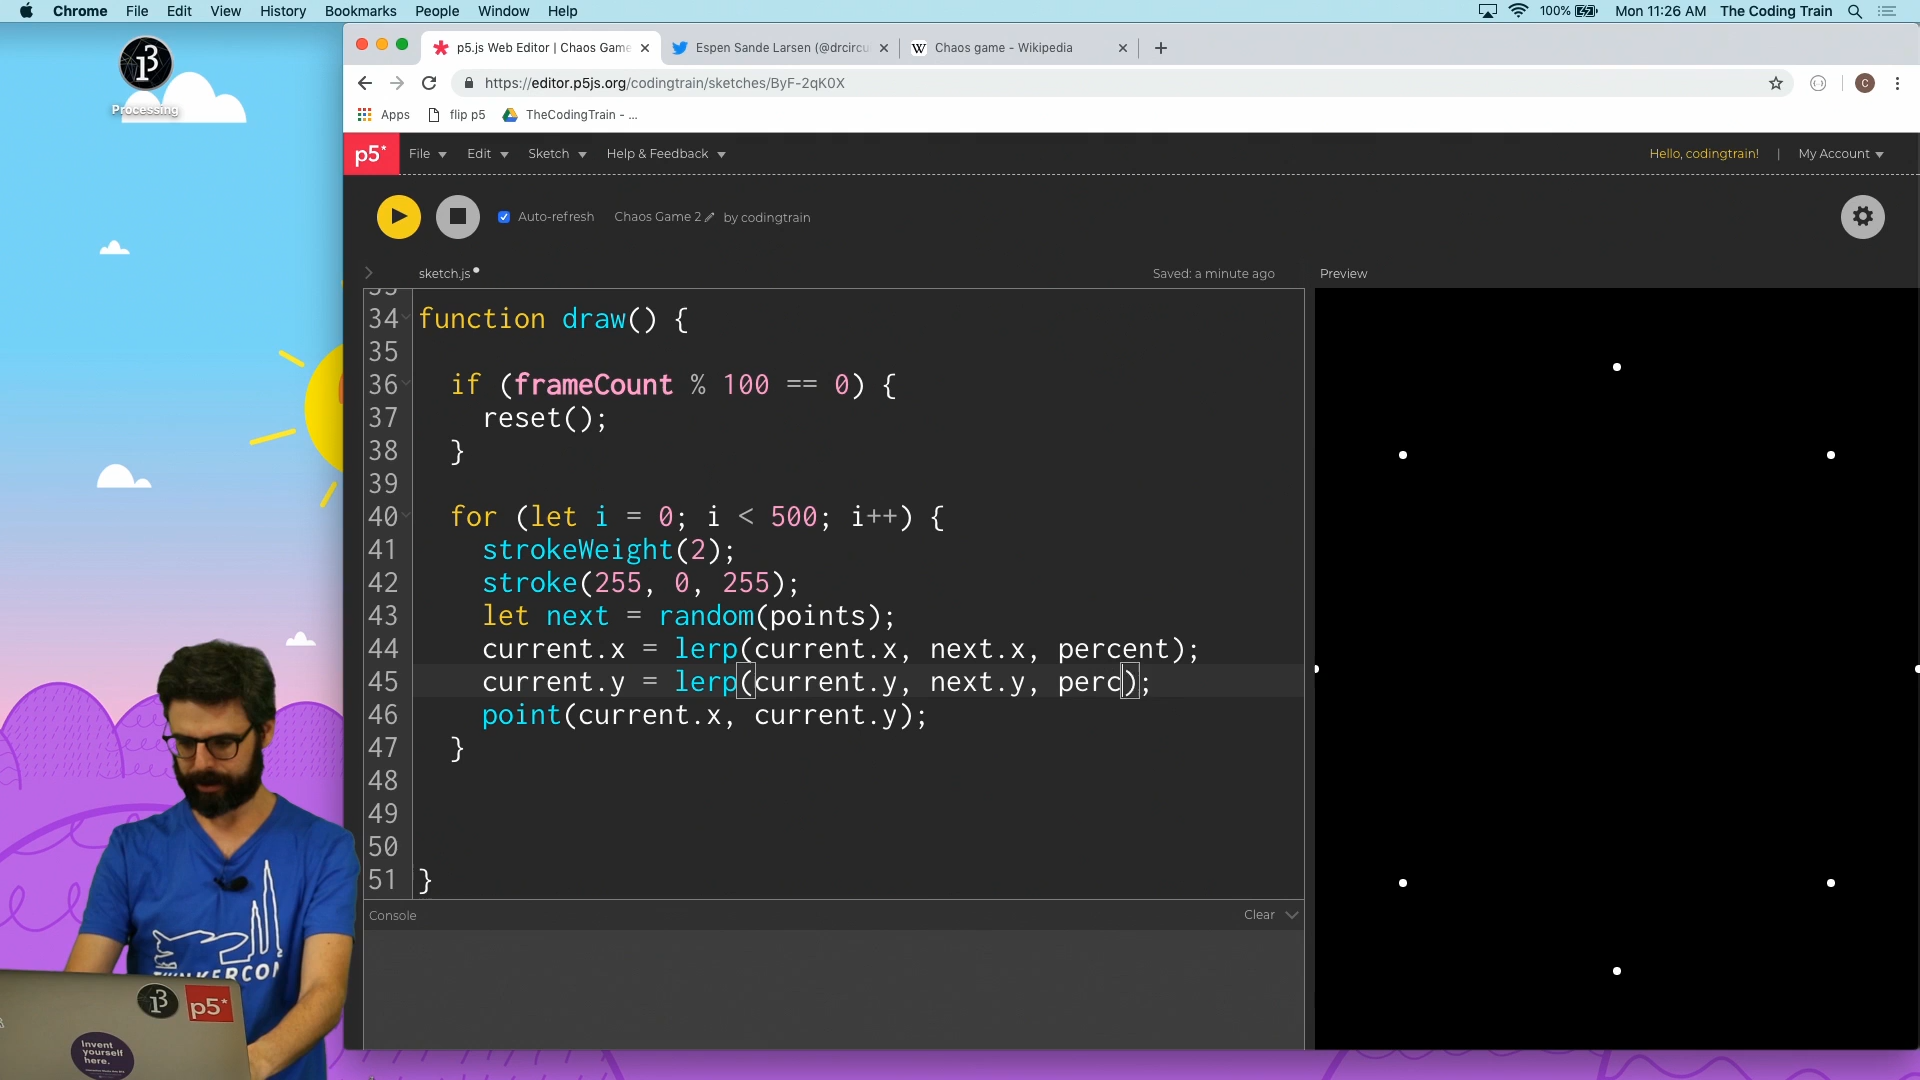 Chrome File Edit View History Bookmarks People Window Help
100% Mon 11:26 AM The Coding Train
Processing
p5.js Web Editor | Chaos Game
Espen Sande Larsen (@drcircu
W Chaos game - Wikipedia
https://editor.p5js.org/codingtrain/sketches/ByF-2qK0X
C
Apps flip p5 TheCodingTrain - ...
p5* File Edit Sketch Help & Feedback
Hello, codingtrain! | My Account
Auto-refresh Chaos Game 2 by codingtrain
sketch.js Saved: a minute ago Preview
33
34 function draw() {
35
36 if (frameCount % 100 == 0) {
37 reset();
38 }
39
40 for (let i = 0; i < 500; i++) {
41 strokeWeight(2);
42 stroke(255, 0, 255);
43 let next = random(points);
44 current.x = lerp(current.x, next.x, percent);
45 current.y = lerp(current.y, next.y, perc);
46 point(current.x, current.y);
47 }
48
49
50
51 }
Console Clear
p5*
Invent
yourself
here.